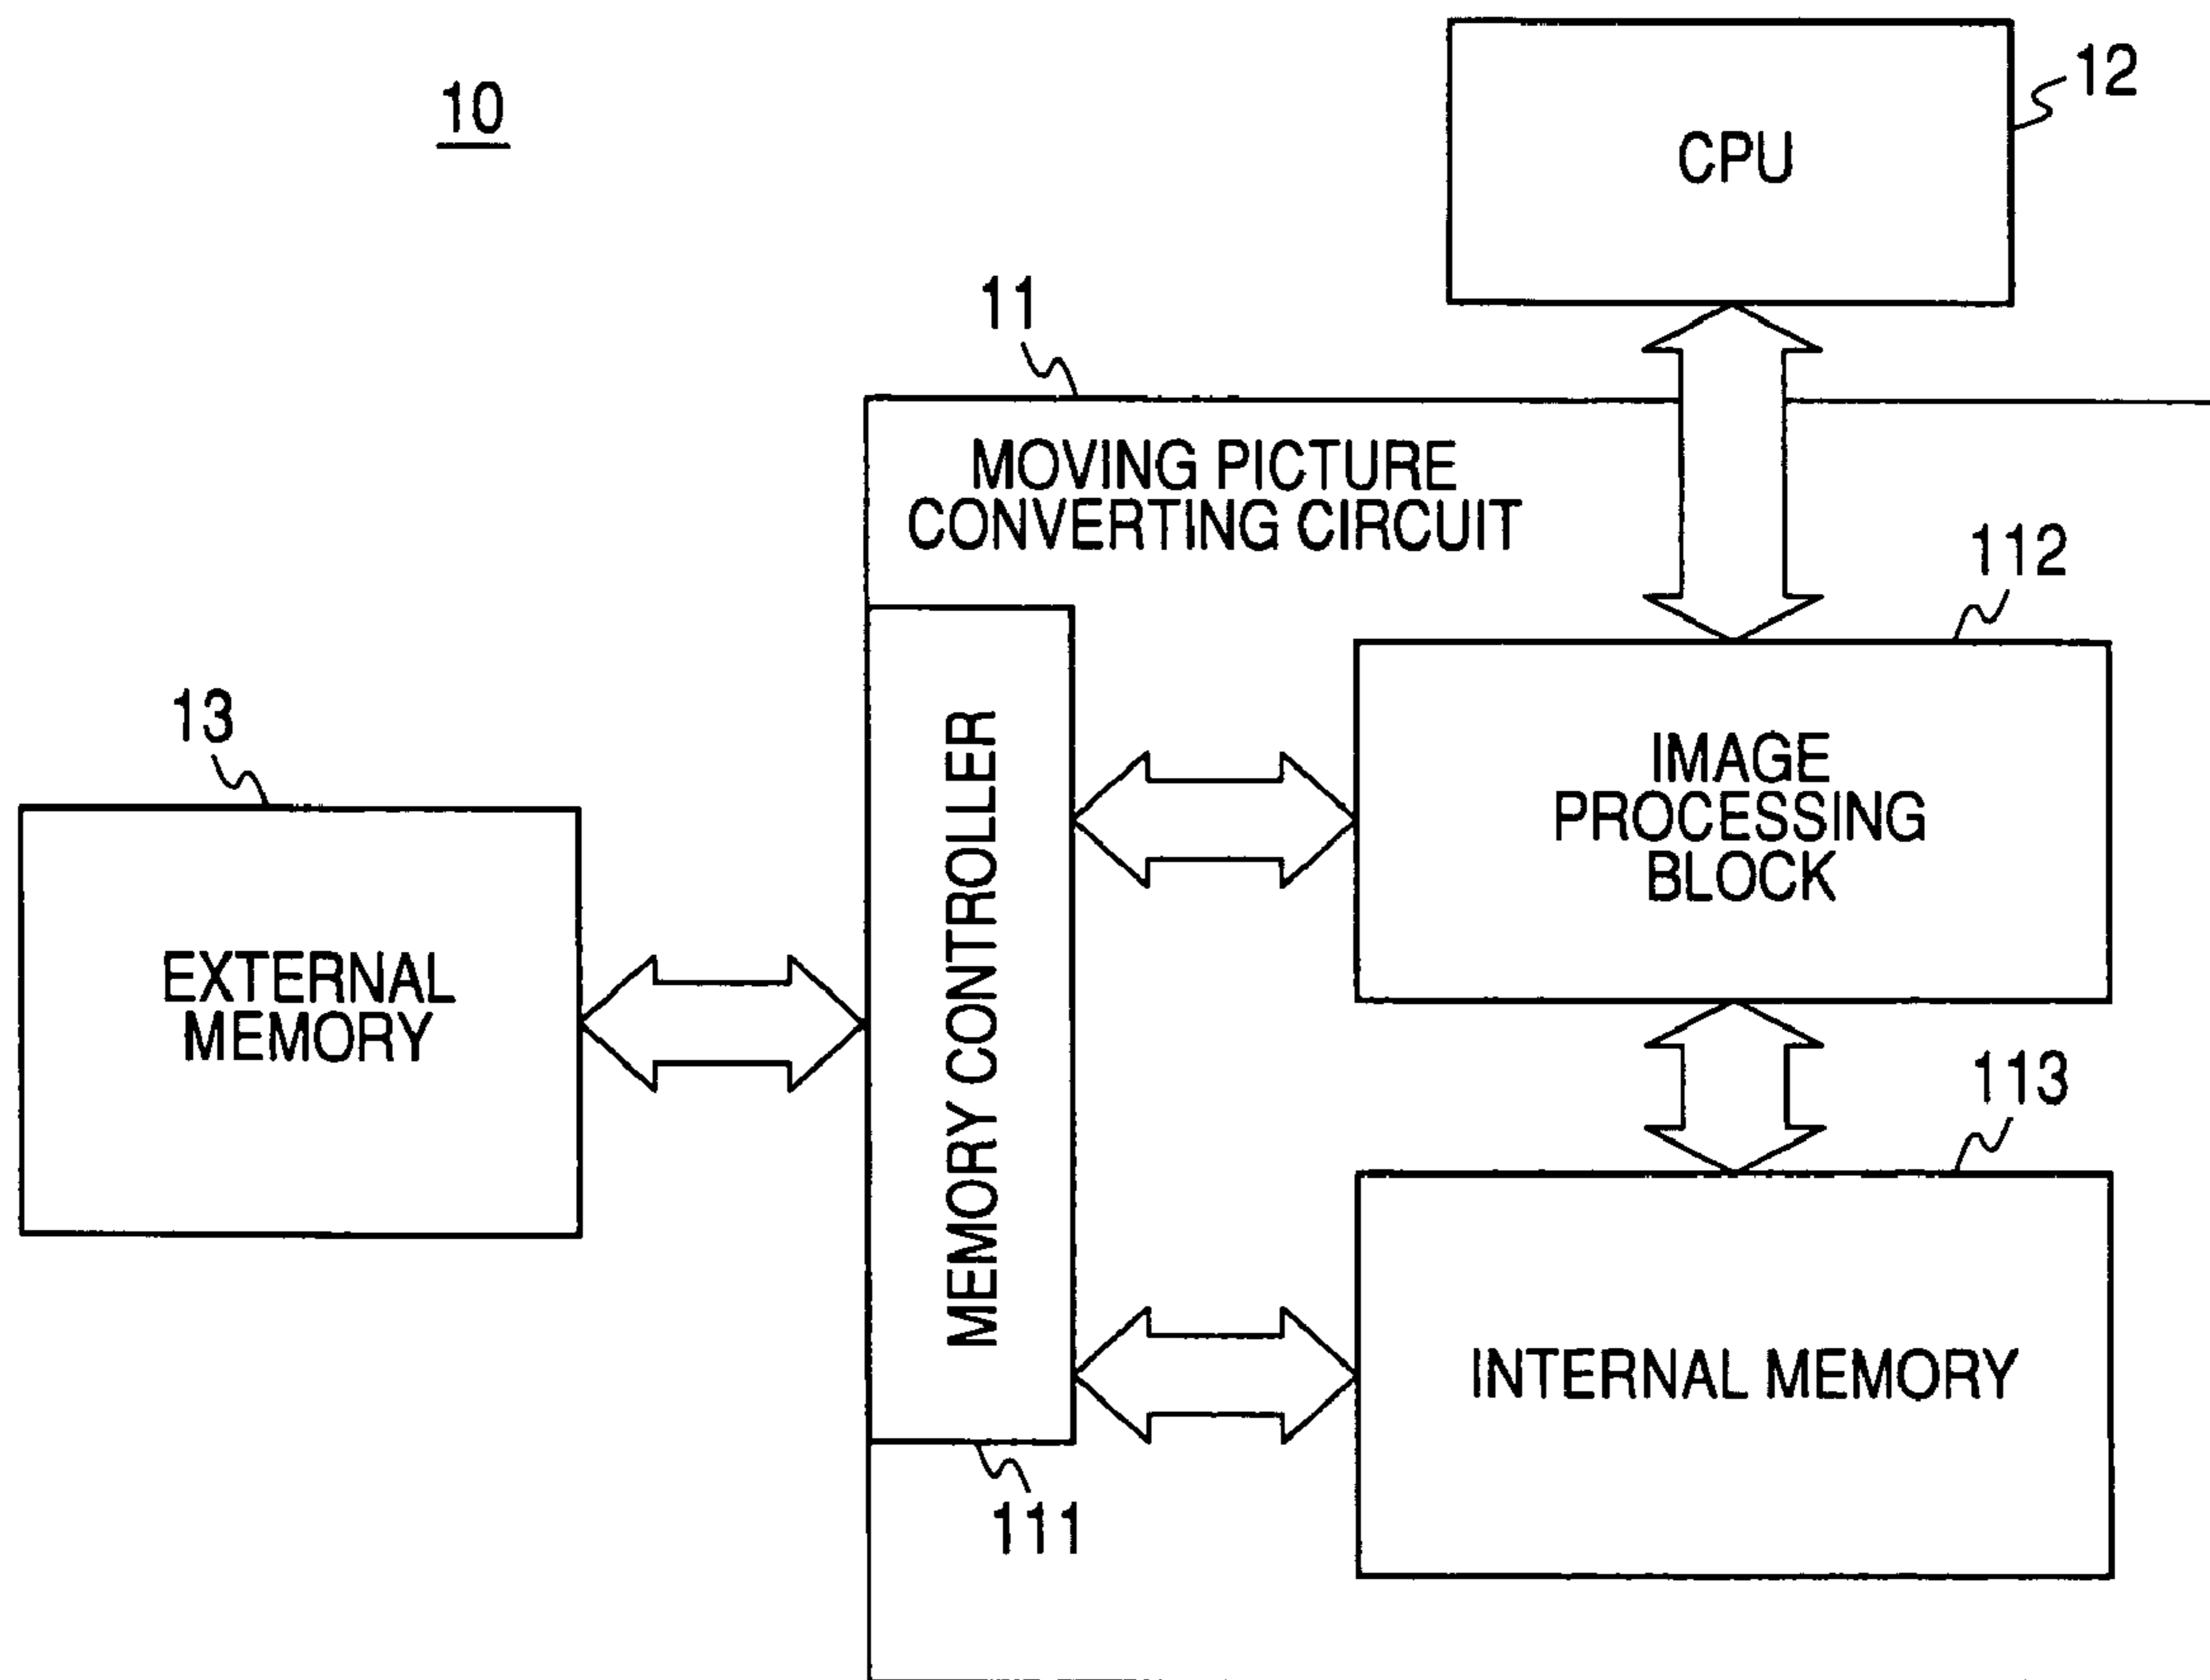 10
12
CPU
11
MOVING PICTURE
CONVERTING CIRCUIT
112
13
IMAGE
PROCESSING
BLOCK
EXTERNAL
MEMORY
MEMORY CONTROLLER
113
INTERNAL MEMORY
111